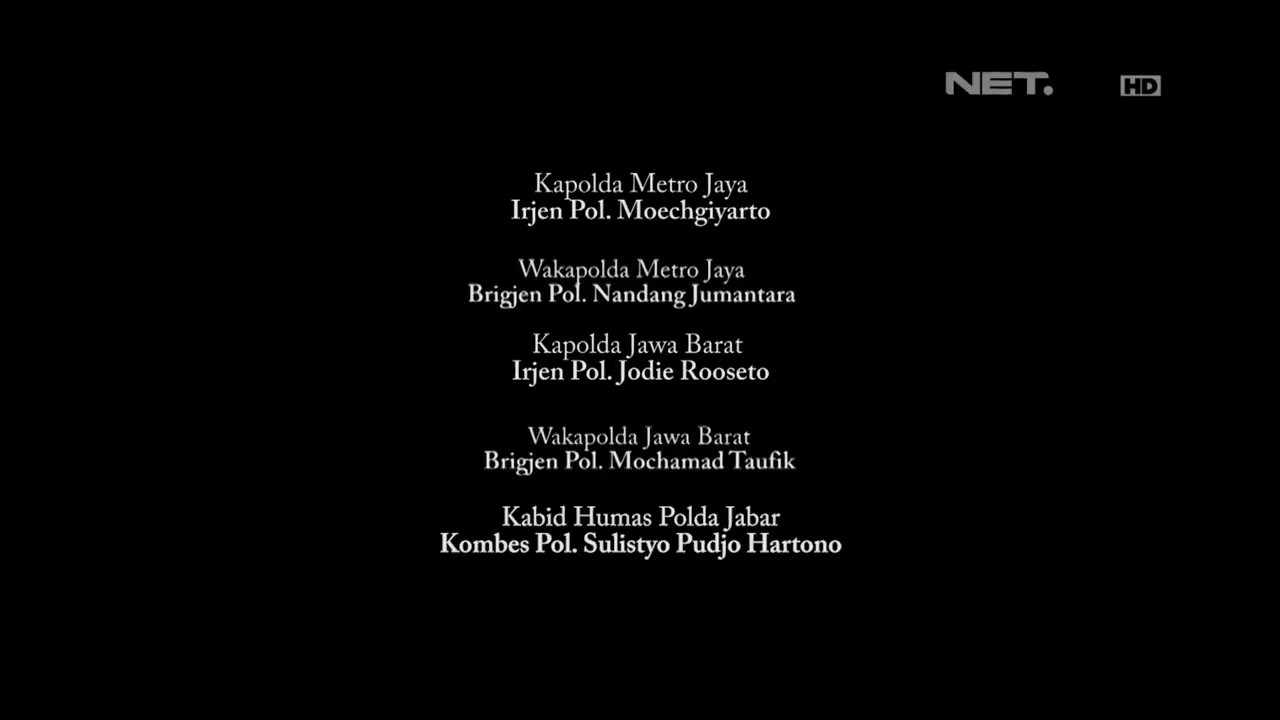 NET.
HD
Kapolda Metro Jaya
Irjen Pol. Moechgiyarto
Wakapolda Metro Jaya
Brigjen Pol. Nandang Jumantara
Kapolda Jawa Barat
Irjen Pol. Jodie Rooseto
Wakapolda Jawa Barat
Brigjen Pol. Mochamad Taufik
Kabid Humas Polda Jabar
Kombes Pol. Sulistyo Pudjo Hartono